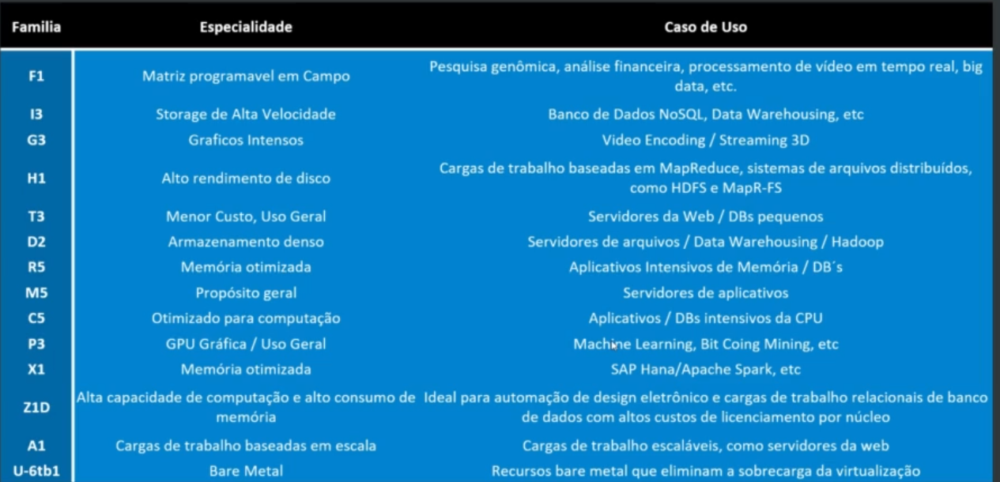 Familia Especialidade Caso de Uso
F1 Matriz programavel em Campo Pesquisa genômica, análise financeira, processamento de vídeo em tempo real, big
data, etc.
I3 Storage de Alta Velocidade Banco de Dados NoSQL, Data Warehousing, etc
G3 Graficos Intensos Video Encoding / Streaming 3D
H1 Alto rendimento de disco Cargas de trabalho baseadas em MapReduce, sistemas de arquivos distribuídos,
como HDFS e MapR-FS
T3 Menor Custo, Uso Geral Servidores da Web / DBs pequenos
D2 Armazenamento denso Servidores de arquivos / Data Warehousing / Hadoop
R5 Memória otimizada Aplicativos Intensivos de Memória / DB´s
M5 Propósito geral Servidores de aplicativos
C5 Otimizado para computação Aplicativos / DBs intensivos da CPU
P3 GPU Gráfica / Uso Geral Machine Learning, Bit Coing Mining, etc
X1 Memória otimizada SAP Hana/Apache Spark, etc
Z1D Alta capacidade de computação e alto consumo de Ideal para automação de design eletrônico e cargas de trabalho relacionais de banco
memória de dados com altos custos de licenciamento por núcleo
A1 Cargas de trabalho baseadas em escala Cargas de trabalho escaláveis, como servidores da web
U-6tb1 Bare Metal Recursos bare metal que eliminam a sobrecarga da virtualização